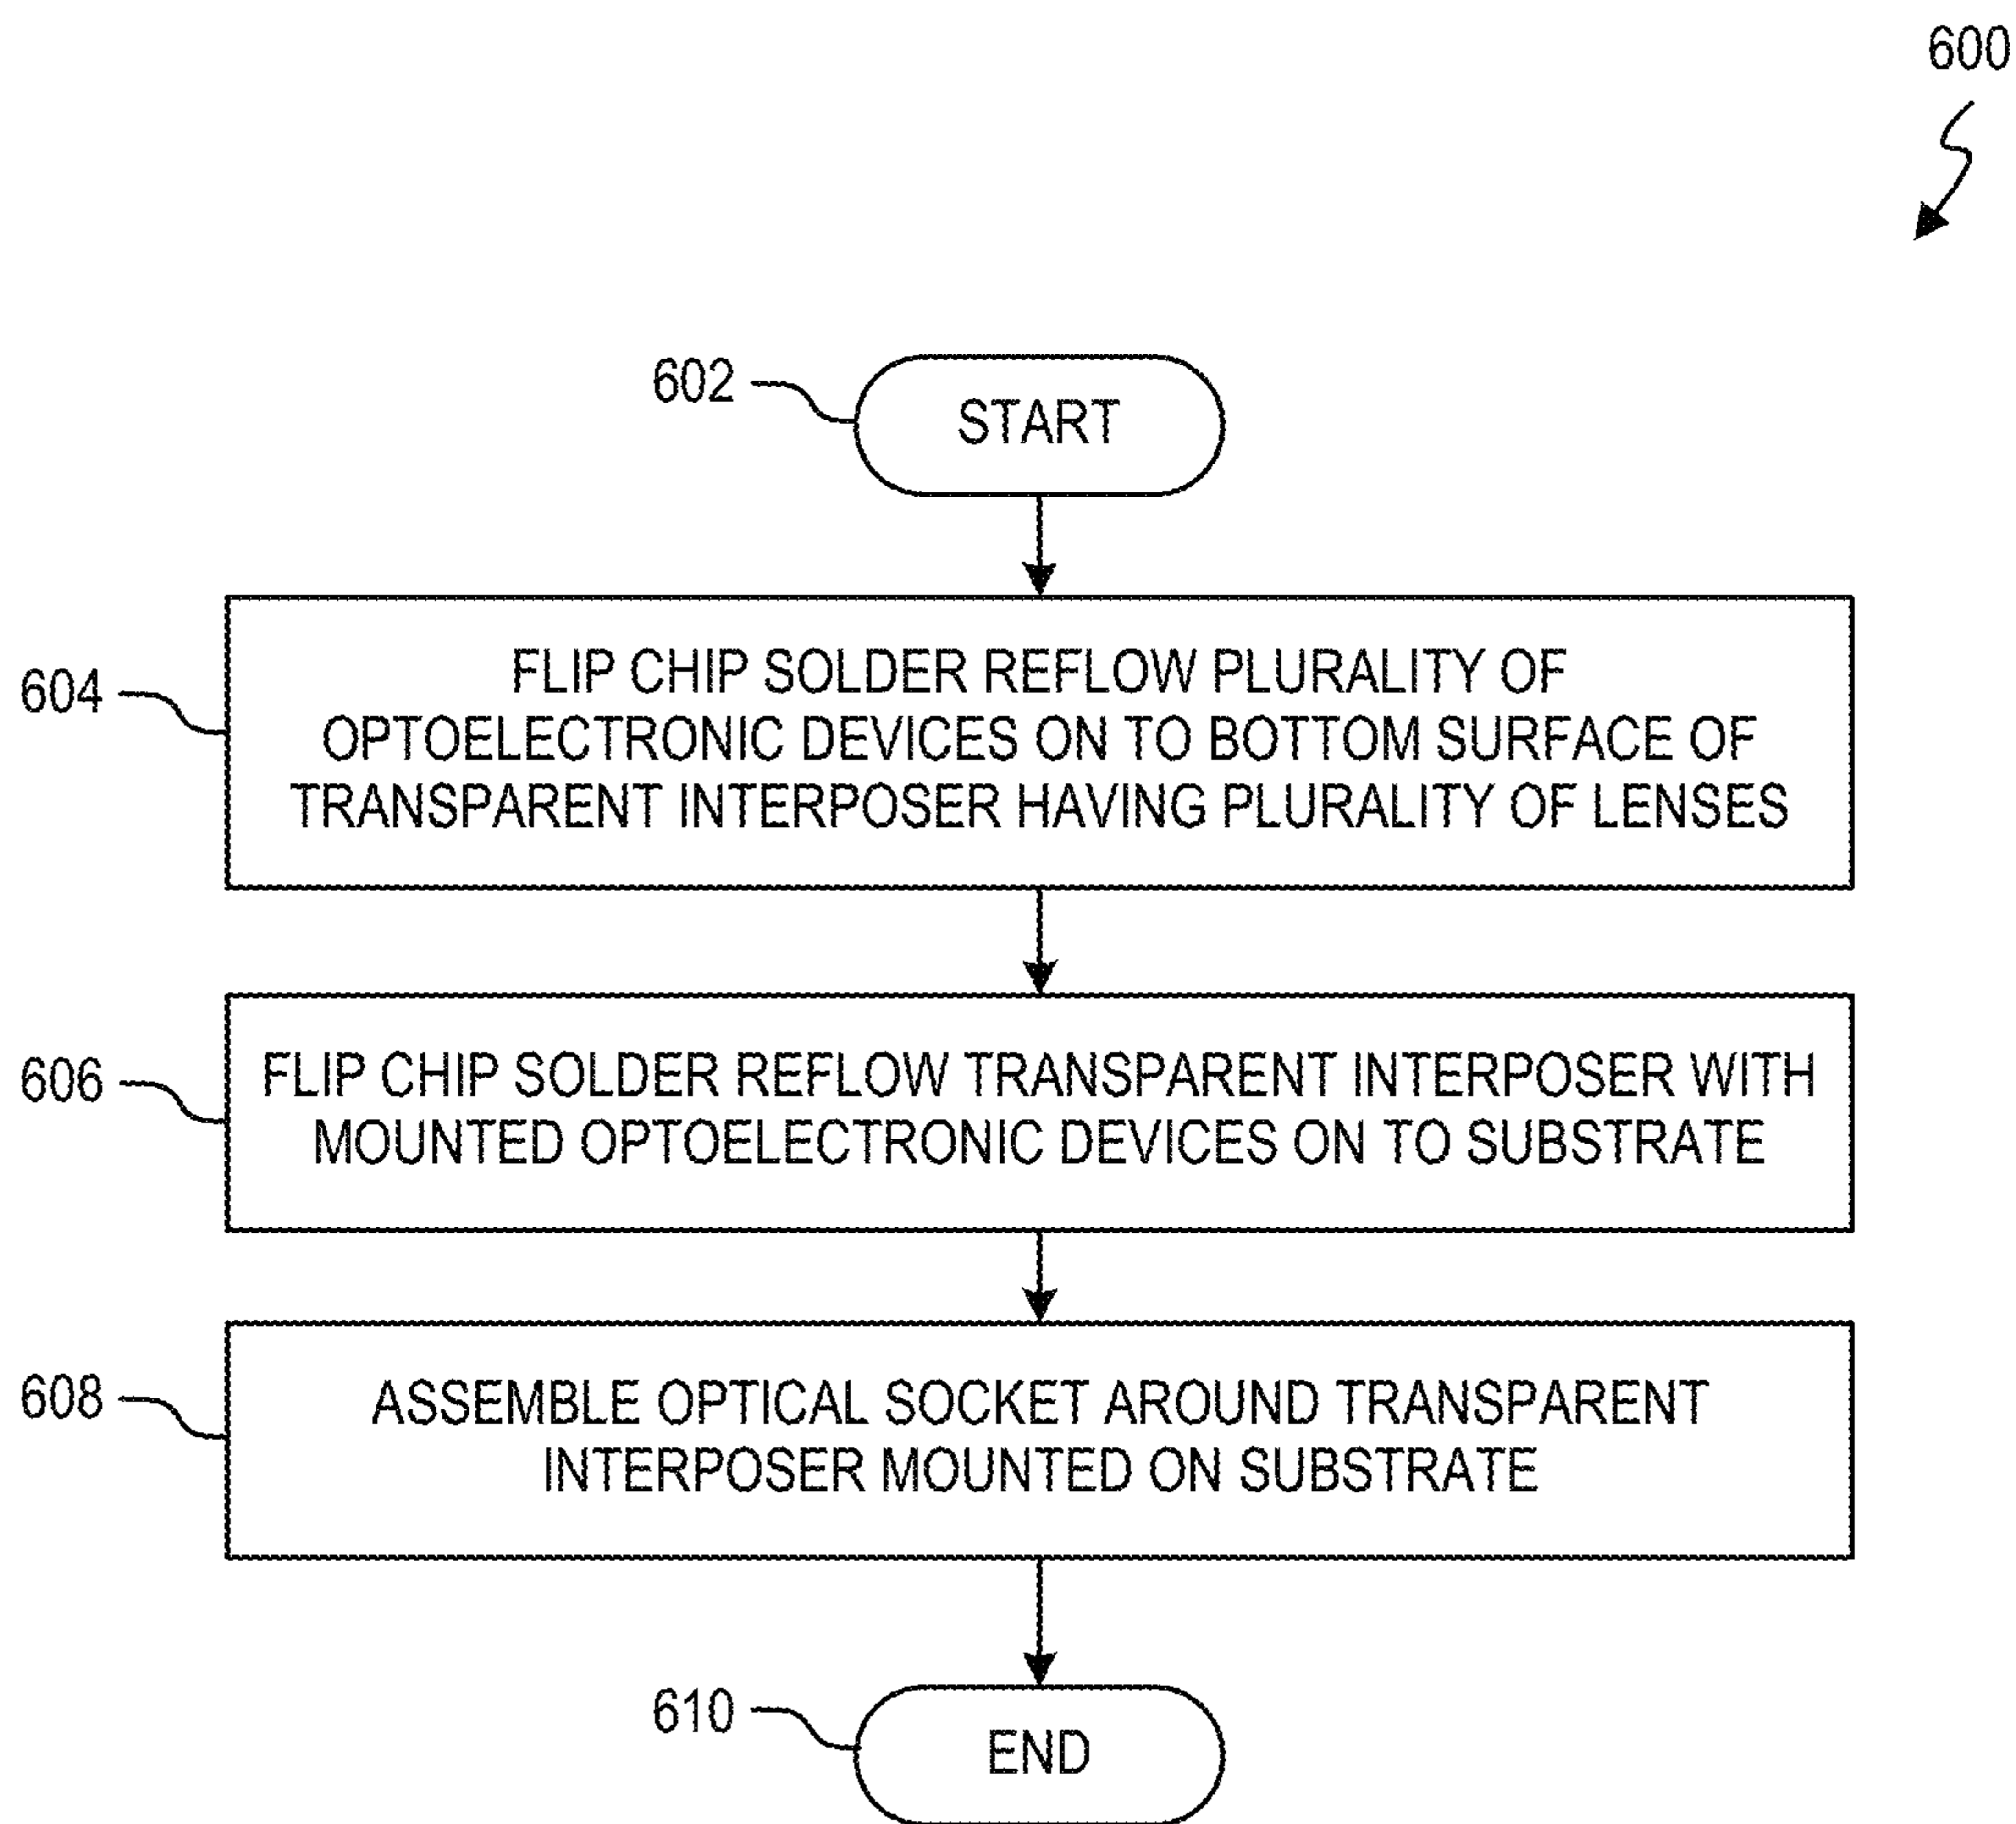 600
602
START
604
FLIP CHIP SOLDER REFLOW PLURALITY OF
OPTOELECTRONIC DEVICES ON TO BOTTOM SURFACE OF
TRANSPARENT INTERPOSER HAVING PLURALITY OF LENSES
606
FLIP CHIP SOLDER REFLOW TRANSPARENT INTERPOSER WITH
MOUNTED OPTOELECTRONIC DEVICES ON TO SUBSTRATE
608
ASSEMBLE OPTICAL SOCKET AROUND TRANSPARENT
INTERPOSER MOUNTED ON SUBSTRATE
610
END